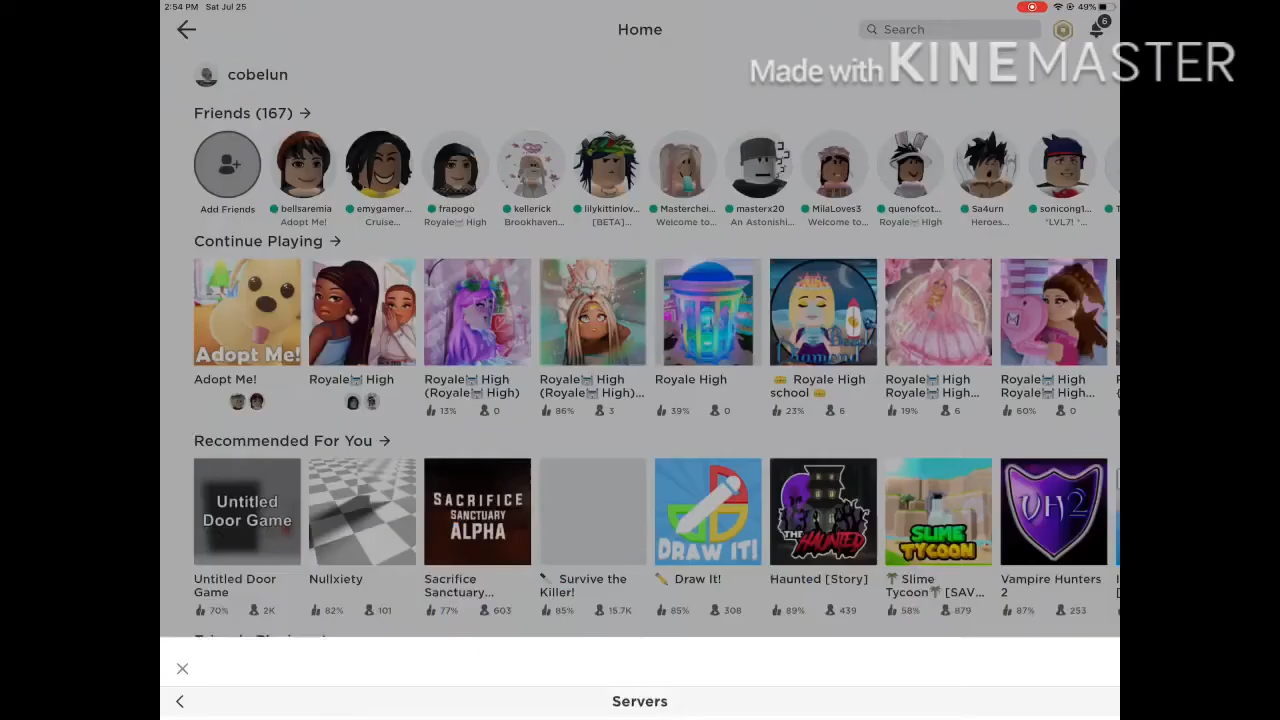 2:54 PM Sat Jul 25
49%
Home
Search
6
Made with KINEMASTER
cobelun
Friends (167)
Add Friends
bellsaremia
Adopt Me!
emygamer...
Cruise...
frapogo
Royale High
kellerick
Brookhaven...
lilykittinlov...
[BETA]...
Masterchei...
Welcome to...
masterx20
An Astonishi...
MilaLoves3
Welcome to...
quenofcot...
Royale High
Sa4urn
Heroes...
sonicong1...
*LVL7! *...
Continue Playing
Adopt Me!
Adopt Me!
Royale High
Royale High
(Royale High)
13% 0
Royale High
(Royale High)...
86% 3
Royale High
39% 0
Diamond
Royale High
school
23% 6
Royale High
Royale High...
19% 6
Royale High
Royale High...
60% 0
Recommended For You
Untitled
Door Game
Untitled Door
Game
70% 2K
Nullxiety
82% 101
SACRIFICE
SANCTUARY
ALPHA
Sacrifice
Sanctuary...
77% 603
Survive the
Killer!
85% 15.7K
DRAW IT!
Draw It!
85% 308
THE
HAUNTED
Haunted [Story]
89% 439
SLIME
TYCOON
Slime
Tycoon [SAV...
58% 879
VH2
Vampire Hunters
2
87% 253
Servers